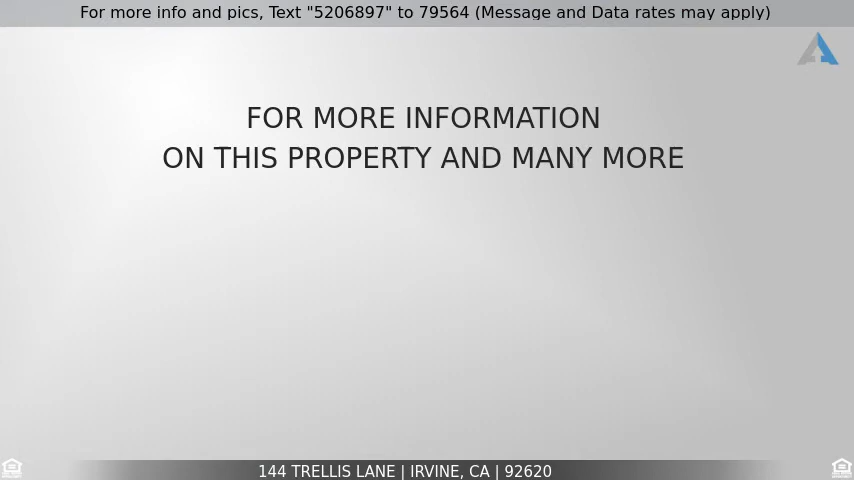 For more info and pics, Text "5206897" to 79564 (Message and Data rates may apply)
FOR MORE INFORMATION
ON THIS PROPERTY AND MANY MORE
144 TRELLIS LANE | IRVINE, CA | 92620